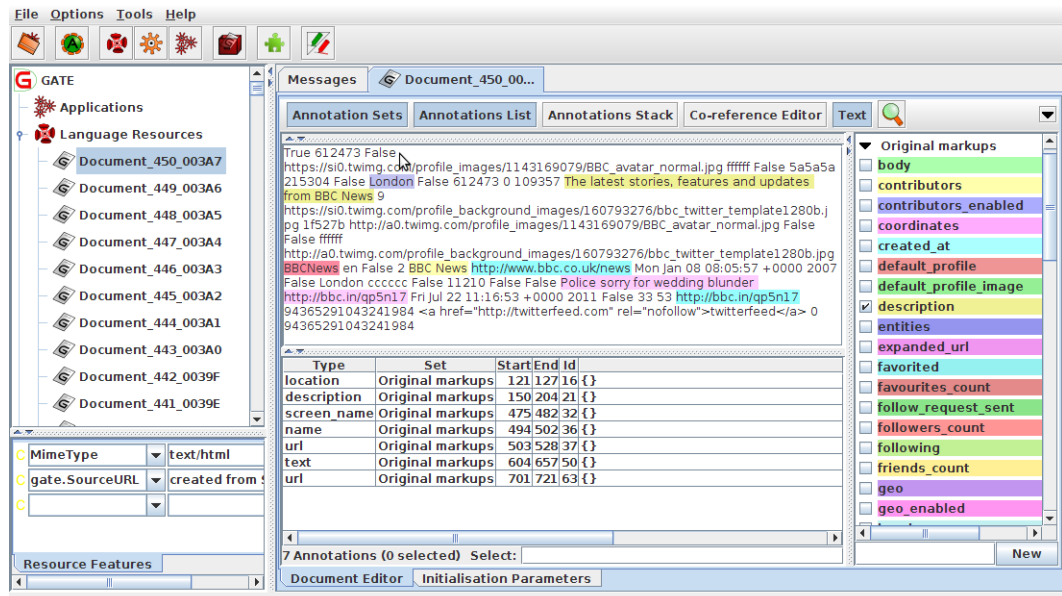 File Options Tools Help
GATE
Applications
Language Resources
Document_450_003A7
Document_449_003A6
Document_448_003A5
Document_447_003A4
Document_446_003A3
Document_445_003A2
Document_444_003A1
Document_443_003A0
Document_442_0039F
Document_441_0039E
C MimeType text/html
C gate.SourceURL created from S
C
Resource Features
Messages Document_450_00...
Annotation Sets Annotations List Annotations Stack Co-reference Editor Text
True 612473 False
https://si0.twimg.com/profile_images/1143169079/BBC_avatar_normal.jpg ffffff False 5a5a5a
215304 False London False 612473 0 109357 The latest stories, features and updates
from BBC News 9
https://si0.twimg.com/profile_background_images/160793276/bbc_twitter_template1280b.j
pg 1f527b http://a0.twimg.com/profile_images/1143169079/BBC_avatar_normal.jpg False
False ffffff
http://a0.twimg.com/profile_background_images/160793276/bbc_twitter_template1280b.jpg
BBCNews en False 2 BBC News http://www.bbc.co.uk/news Mon Jan 08 08:05:57 +0000 2007
False London cccccc False 11210 False False Police sorry for wedding blunder
http://bbc.in/qp5n17 Fri Jul 22 11:16:53 +0000 2011 False 33 53 http://bbc.in/qp5n17
94365291043241984 <a href="http://twitterfeed.com" rel="nofollow">twitterfeed</a> 0
94365291043241984
Type Set Start End Id
location Original markups 121 127 16 {}
description Original markups 150 204 21 {}
screen_name Original markups 475 482 32 {}
name Original markups 494 502 36 {}
url Original markups 503 528 37 {}
text Original markups 604 657 50 {}
url Original markups 701 721 63 {}
7 Annotations (0 selected) Select:
Document Editor Initialisation Parameters
Original markups
body
contributors
contributors_enabled
coordinates
created_at
default_profile
default_profile_image
description
entities
expanded_url
favorited
favourites_count
follow_request_sent
followers_count
following
friends_count
geo
geo_enabled
New